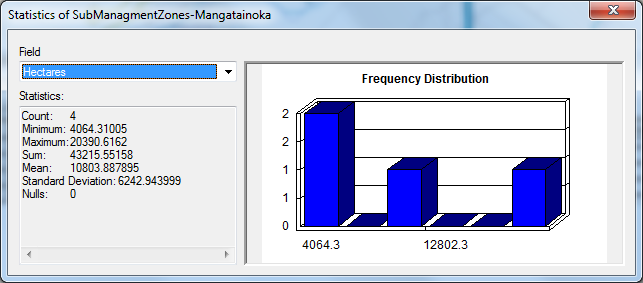 Statistics of SubManagmentZones-Mangatainoka
Field
Hectares
Statistics:
Count: 4
Minimum: 4064.31005
Maximum: 20390.6162
Sum: 43215.55158
Mean: 10803.887895
Standard Deviation: 6242.943999
Nulls: 0
Frequency Distribution
2
2
1
1
0
4064.3 12802.3